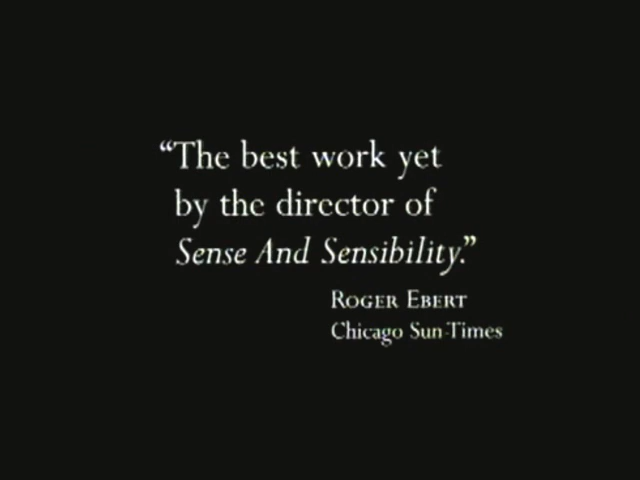 “The best work yet
by the director of
Sense And Sensibility.”
ROGER EBERT
Chicago Sun-Times